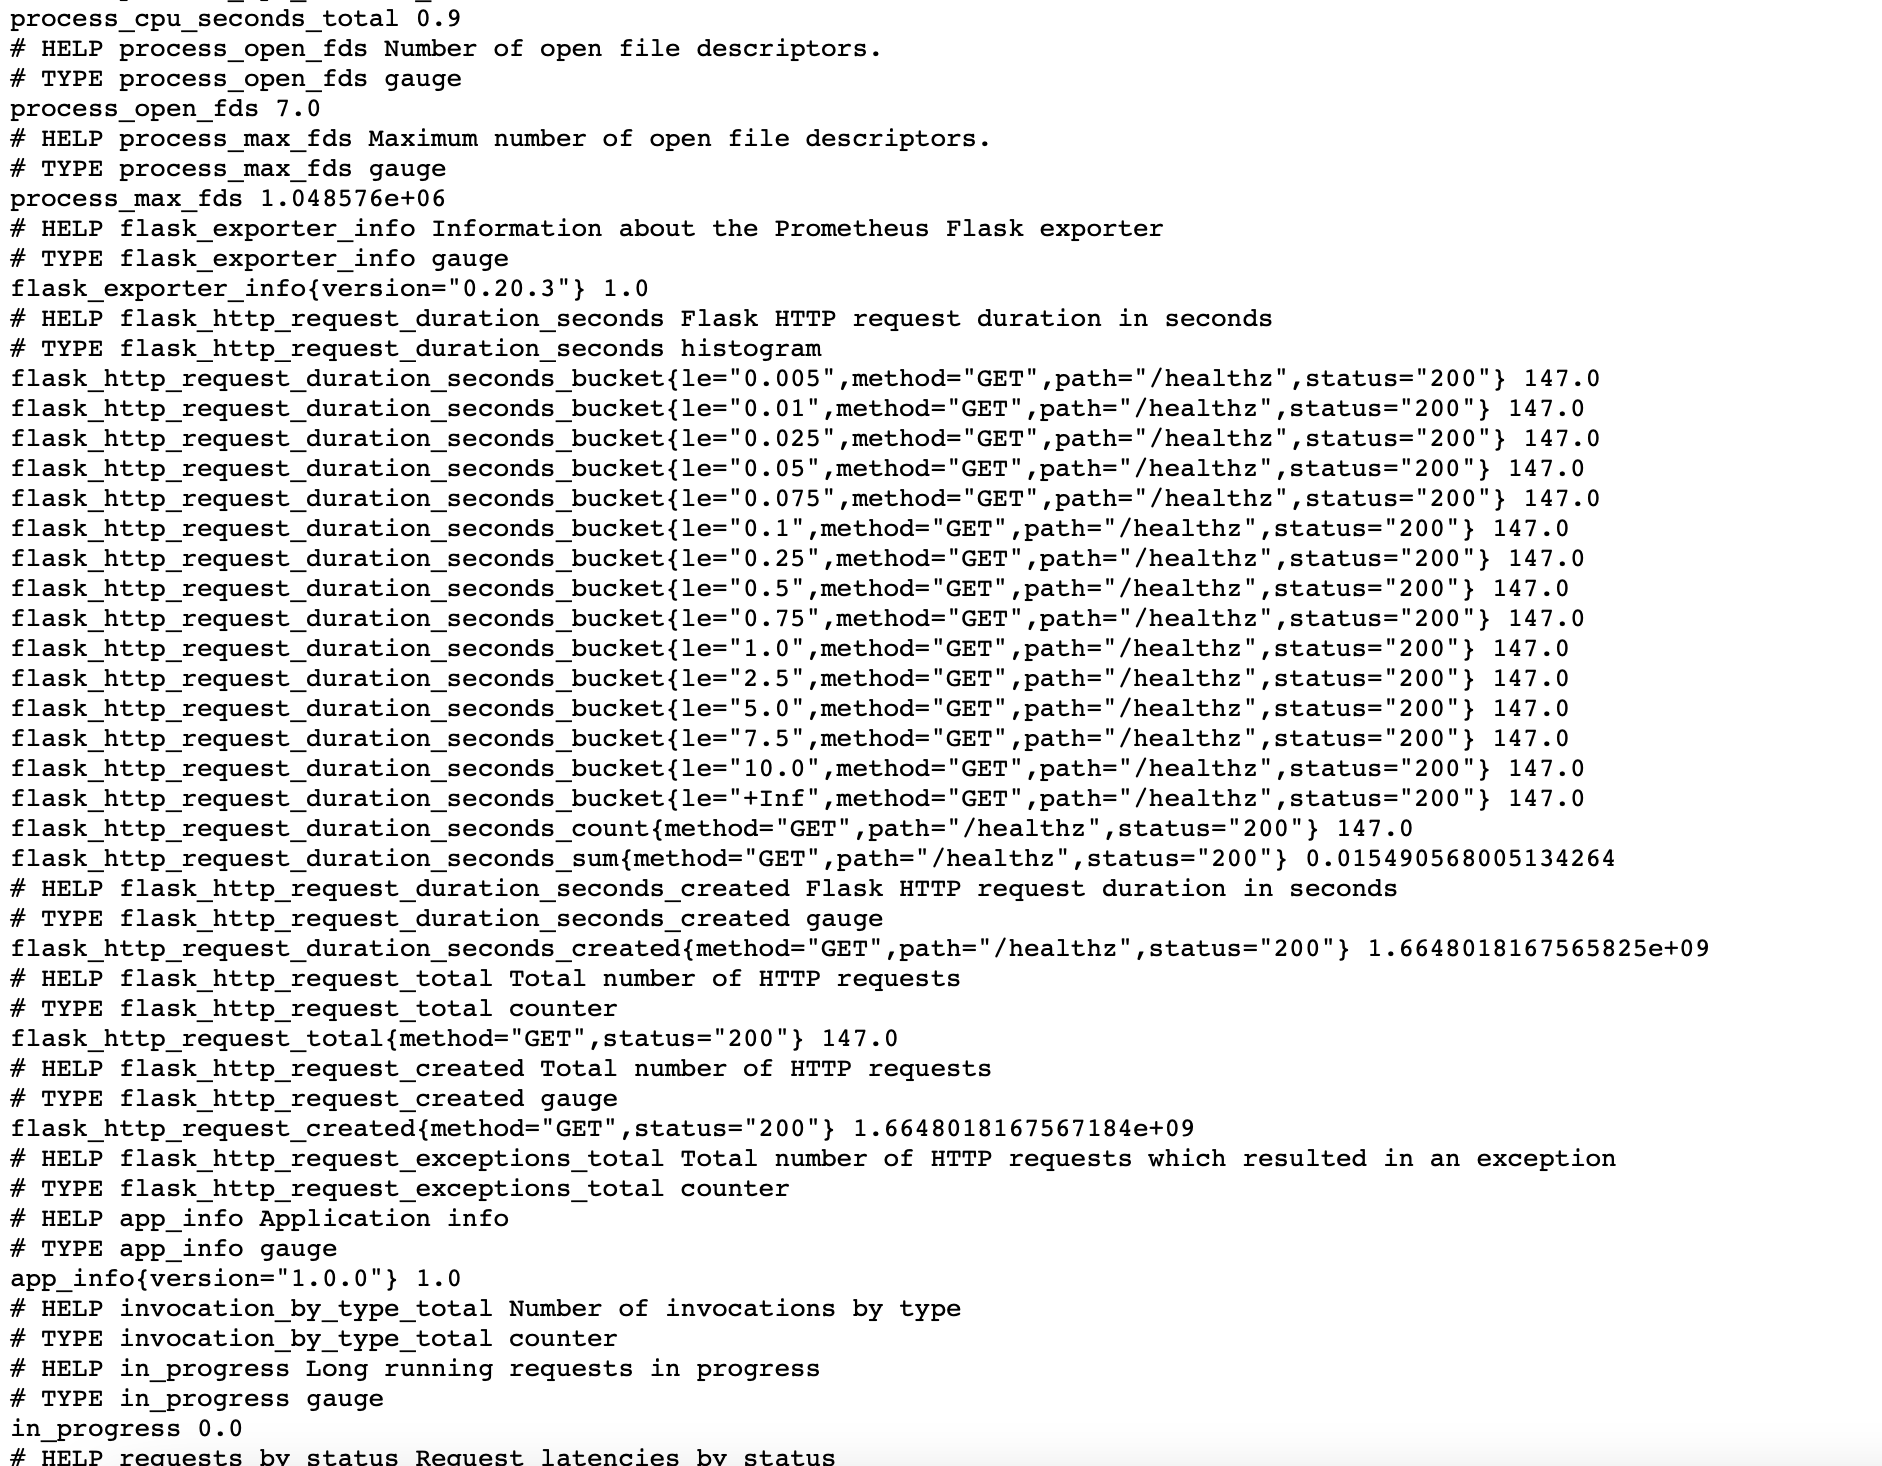 process_cpu_seconds_total 0.9
# HELP process_open_fds Number of open file descriptors.
# TYPE process_open_fds gauge
process_open_fds 7.0
# HELP process_max_fds Maximum number of open file descriptors.
# TYPE process_max_fds gauge
process_max_fds 1.048576e+06
# HELP flask_exporter_info Information about the Prometheus Flask exporter
# TYPE flask_exporter_info gauge
flask_exporter_info{version="0.20.3"} 1.0
# HELP flask_http_request_duration_seconds Flask HTTP request duration in seconds
# TYPE flask_http_request_duration_seconds histogram
flask_http_request_duration_seconds_bucket{le="0.005",method="GET",path="/healthz",status="200"} 147.0
flask_http_request_duration_seconds_bucket{le="0.01",method="GET",path="/healthz",status="200"} 147.0
flask_http_request_duration_seconds_bucket{le="0.025",method="GET",path="/healthz",status="200"} 147.0
flask_http_request_duration_seconds_bucket{le="0.05",method="GET",path="/healthz",status="200"} 147.0
flask_http_request_duration_seconds_bucket{le="0.075",method="GET",path="/healthz",status="200"} 147.0
flask_http_request_duration_seconds_bucket{le="0.1",method="GET",path="/healthz",status="200"} 147.0
flask_http_request_duration_seconds_bucket{le="0.25",method="GET",path="/healthz",status="200"} 147.0
flask_http_request_duration_seconds_bucket{le="0.5",method="GET",path="/healthz",status="200"} 147.0
flask_http_request_duration_seconds_bucket{le="0.75",method="GET",path="/healthz",status="200"} 147.0
flask_http_request_duration_seconds_bucket{le="1.0",method="GET",path="/healthz",status="200"} 147.0
flask_http_request_duration_seconds_bucket{le="2.5",method="GET",path="/healthz",status="200"} 147.0
flask_http_request_duration_seconds_bucket{le="5.0",method="GET",path="/healthz",status="200"} 147.0
flask_http_request_duration_seconds_bucket{le="7.5",method="GET",path="/healthz",status="200"} 147.0
flask_http_request_duration_seconds_bucket{le="10.0",method="GET",path="/healthz",status="200"} 147.0
flask_http_request_duration_seconds_bucket{le="+Inf",method="GET",path="/healthz",status="200"} 147.0
flask_http_request_duration_seconds_count{method="GET",path="/healthz",status="200"} 147.0
flask_http_request_duration_seconds_sum{method="GET",path="/healthz",status="200"} 0.015490568005134264
# HELP flask_http_request_duration_seconds_created Flask HTTP request duration in seconds
# TYPE flask_http_request_duration_seconds_created gauge
flask_http_request_duration_seconds_created{method="GET",path="/healthz",status="200"} 1.6648018167565825e+09
# HELP flask_http_request_total Total number of HTTP requests
# TYPE flask_http_request_total counter
flask_http_request_total{method="GET",status="200"} 147.0
# HELP flask_http_request_created Total number of HTTP requests
# TYPE flask_http_request_created gauge
flask_http_request_created{method="GET",status="200"} 1.6648018167567184e+09
# HELP flask_http_request_exceptions_total Total number of HTTP requests which resulted in an exception
# TYPE flask_http_request_exceptions_total counter
# HELP app_info Application info
# TYPE app_info gauge
app_info{version="1.0.0"} 1.0
# HELP invocation_by_type_total Number of invocations by type
# TYPE invocation_by_type_total counter
# HELP in_progress Long running requests in progress
# TYPE in_progress gauge
in_progress 0.0
# HELP requests_by_status Request latencies by status